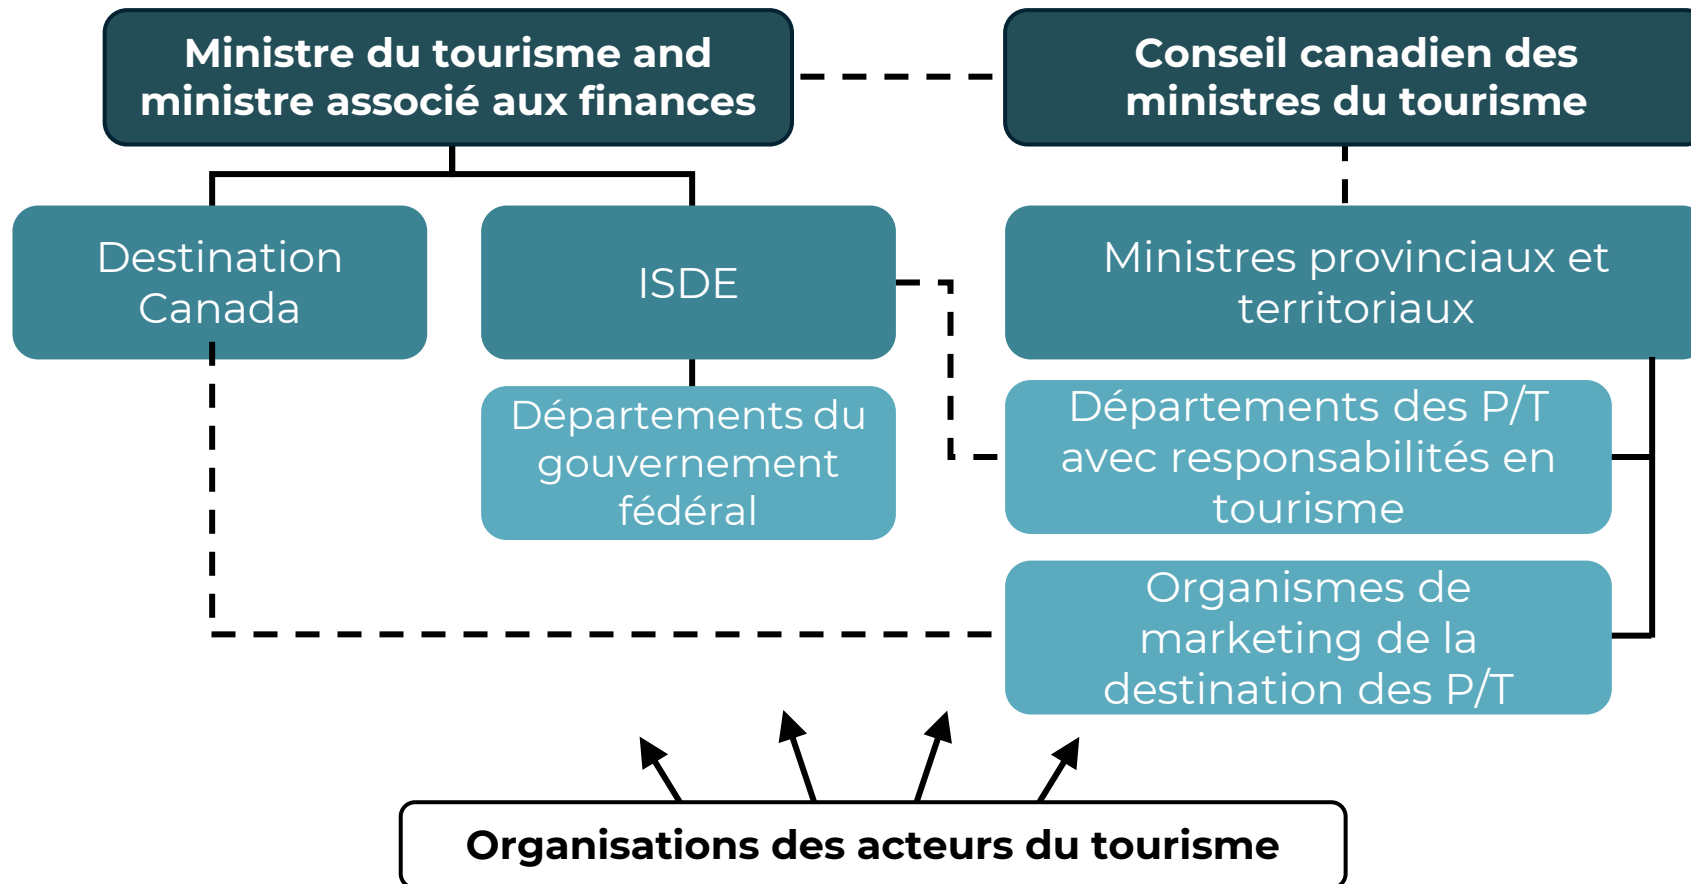 Ministre du tourisme and
ministre associé aux finances
Conseil canadien des
ministres du tourisme
Destination
Canada
ISDE
Ministres provinciaux et
territoriaux
Départements du
gouvernement
fédéral
Départements des P/T
avec responsabilités en
tourisme
Organismes de
marketing de la
destination des P/T
Organisations des acteurs du tourisme